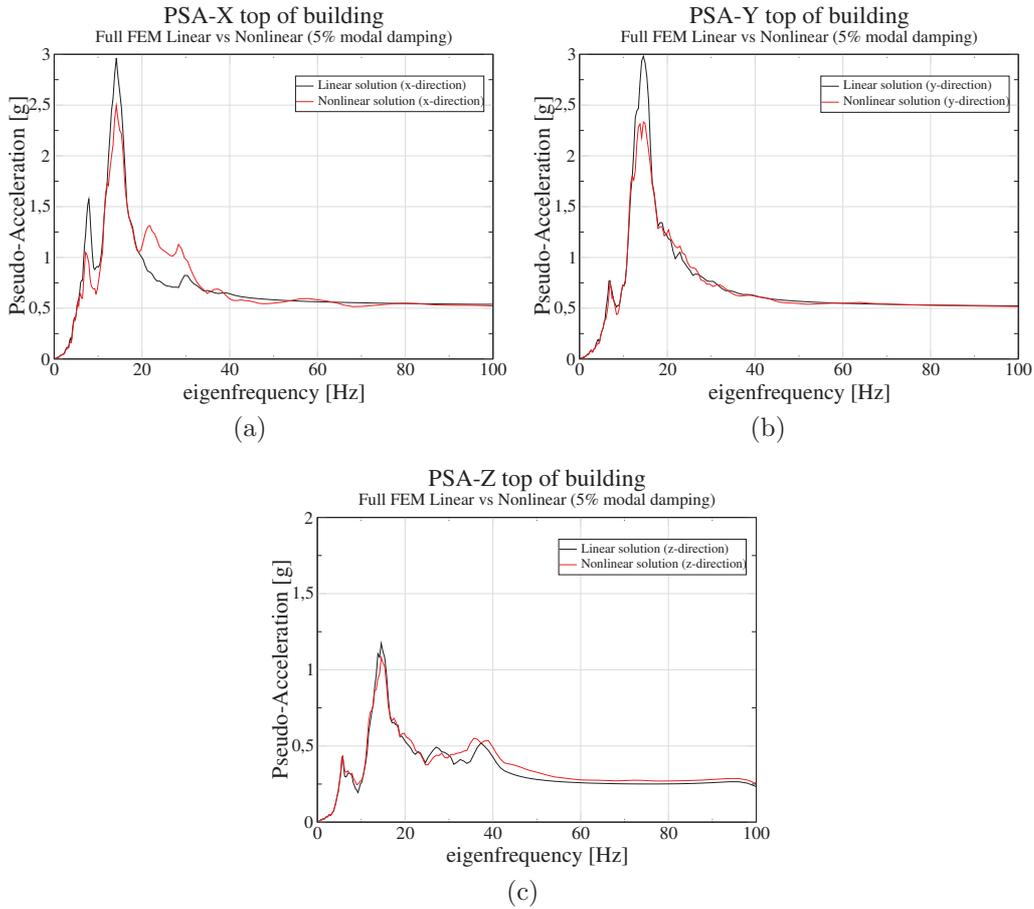 PSA-X top of building
Full FEM Linear vs Nonlinear (5% modal damping)
Linear solution (x-direction)
Nonlinear solution (x-direction)
3
2,5
2
1,5
1
0,5
0
Pseudo-Acceleration [g]
0 20 40 60 80 100
eigenfrequency [Hz]
(a)
PSA-Y top of building
Full FEM Linear vs Nonlinear (5% modal damping)
Linear solution (y-direction)
Nonlinear solution (y-direction)
3
2,5
2
1,5
1
0,5
0
Pseudo-Acceleration [g]
0 20 40 60 80 100
eigenfrequency [Hz]
(b)
PSA-Z top of building
Full FEM Linear vs Nonlinear (5% modal damping)
Linear solution (z-direction)
Nonlinear solution (z-direction)
2
1,5
1
0,5
0
Pseudo-Acceleration [g]
0 20 40 60 80 100
eigenfrequency [Hz]
(c)